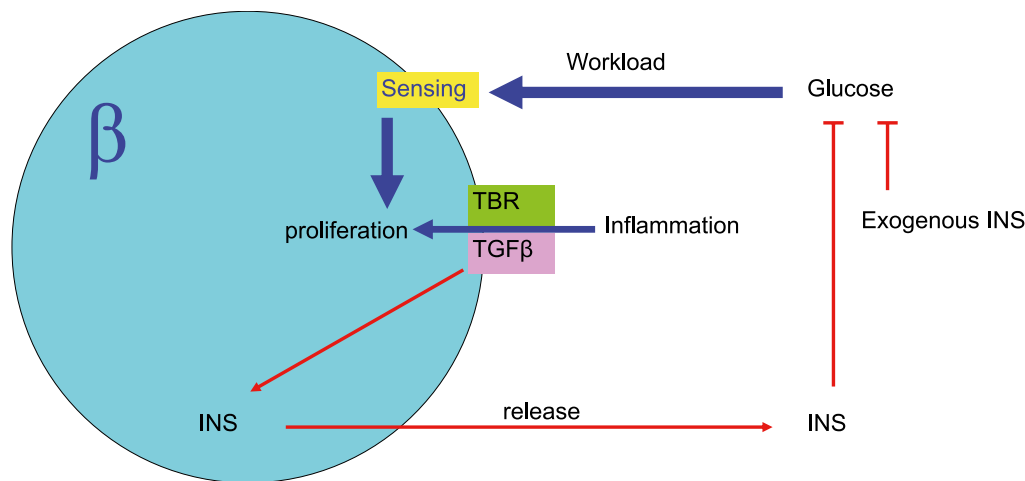 Workload
Sensing
Glucose
β
TBR
proliferation
Inflammation
Exogenous INS
TGFβ
release
INS
INS